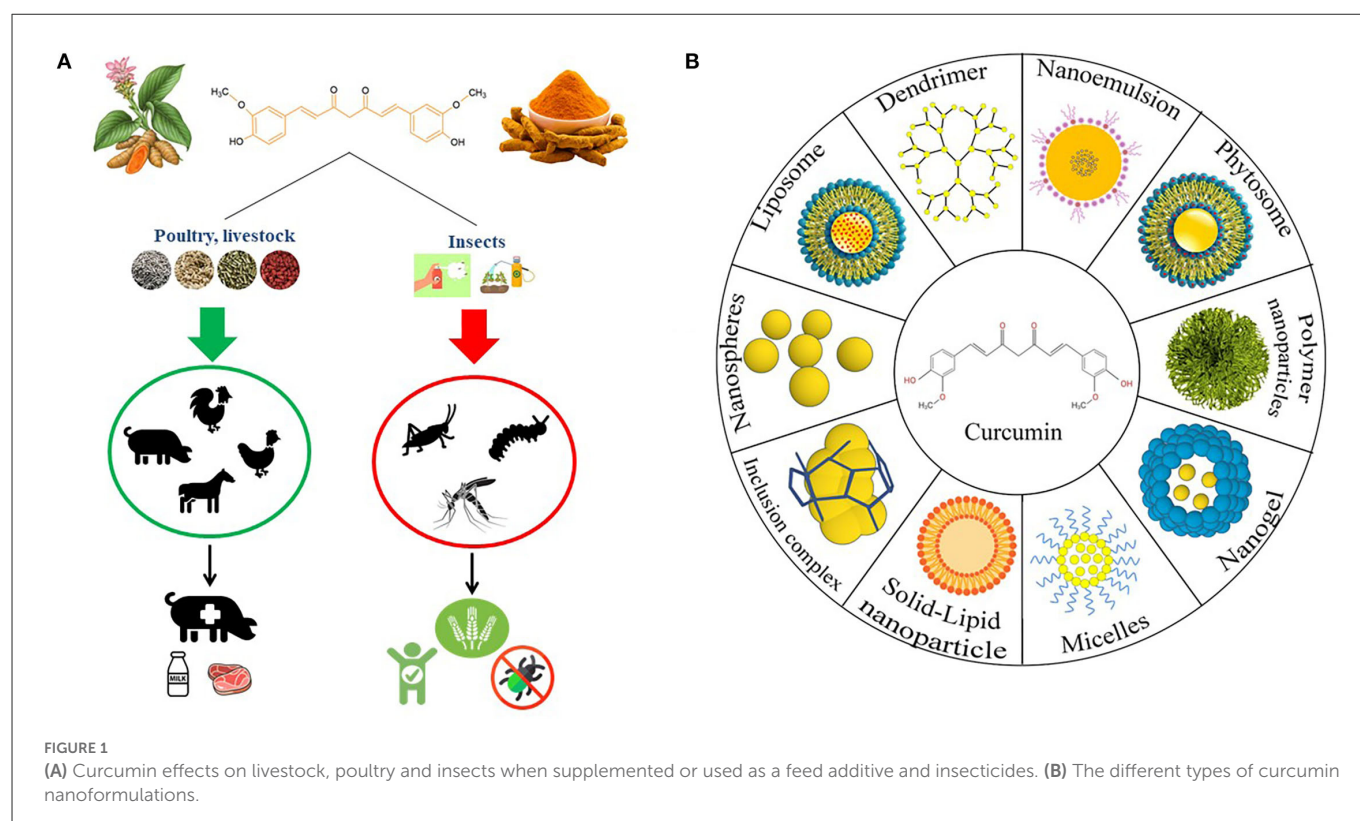 A
H₃C
O
O
O
O
CH₃
HO
OH
Poultry, livestock
Insects
MILK
B
Dendrimer
Nanoemulsion
Liposome
Phytosome
Nanospheres
Polymer
nanoparticles
Inclusion complex
Nanogel
Solid-Lipid
nanoparticle
Micelles
O
O
HO
OH
O
O
H₃C
CH₃
Curcumin
FIGURE 1
(A) Curcumin effects on livestock, poultry and insects when supplemented or used as a feed additive and insecticides. (B) The different types of curcumin
nanoformulations.